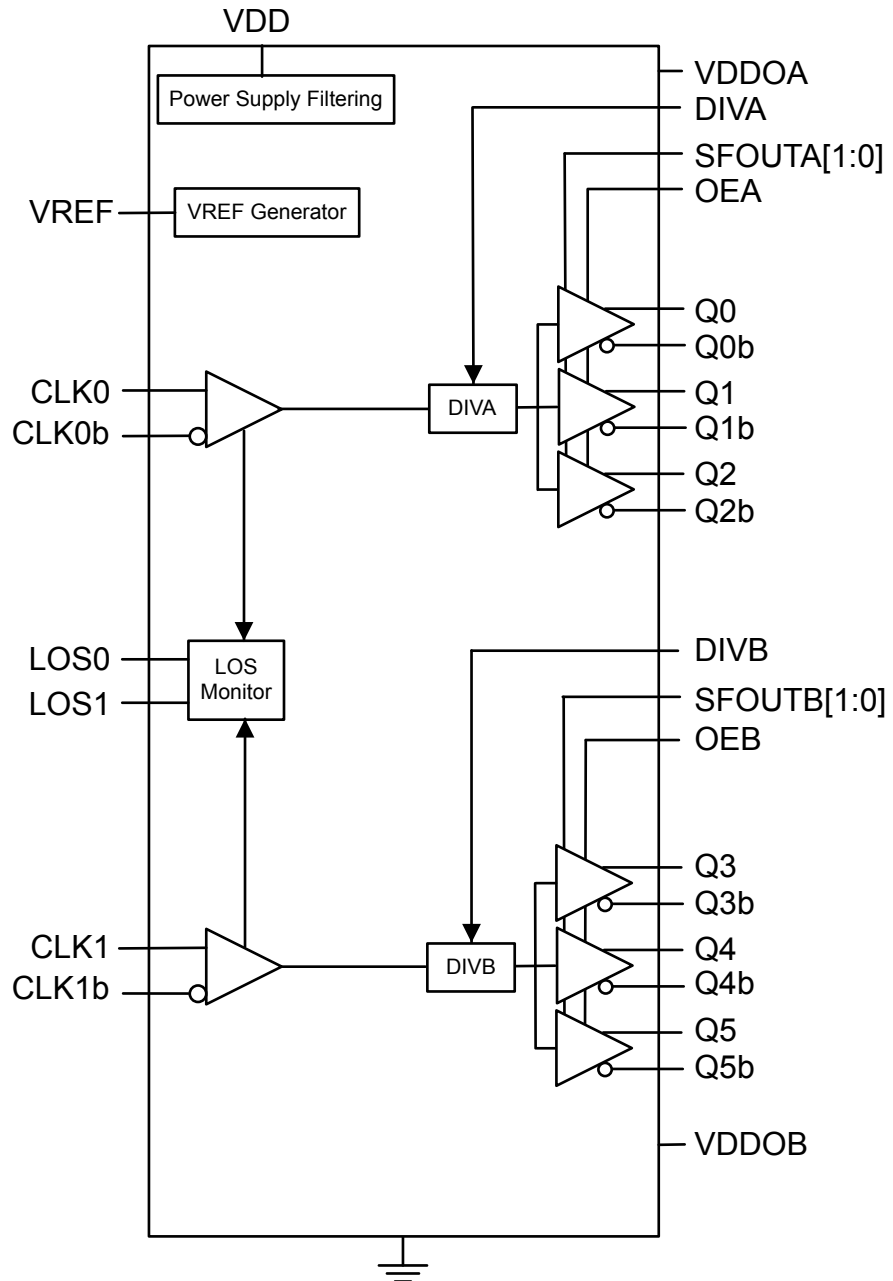 VDD
Power Supply Filtering
VDDOA
DIVA
SFOUTA[1:0]
OEA
VREF
VREF Generator
Q0
Q0b
CLK0
CLK0b
DIVA
Q1
Q1b
Q2
Q2b
LOS0
LOS1
LOS
Monitor
DIVB
SFOUTB[1:0]
OEB
Q3
Q3b
CLK1
CLK1b
DIVB
Q4
Q4b
Q5
Q5b
VDDOB